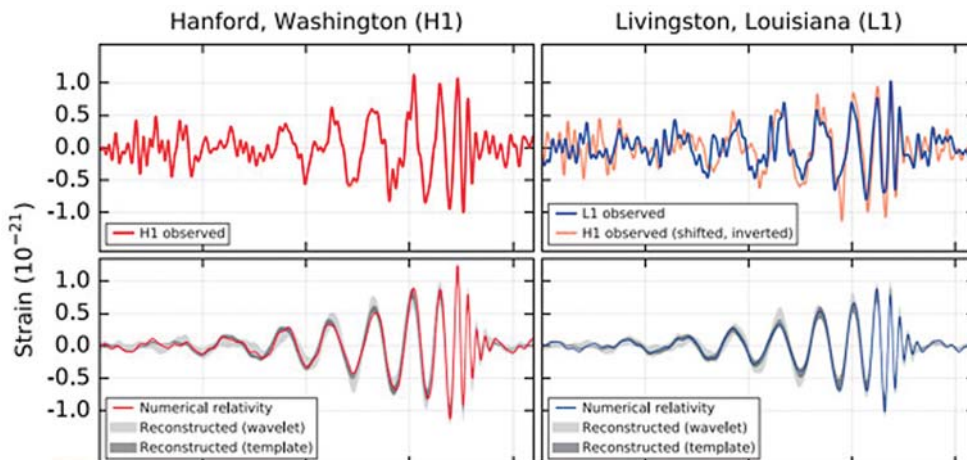 Hanford, Washington (H1)
Livingston, Louisiana (L1)
Strain (10⁻²¹)
1.0
0.5
0.0
-0.5
-1.0
H1 observed
L1 observed
H1 observed (shifted, inverted)
1.0
0.5
0.0
-0.5
-1.0
Numerical relativity
Reconstructed (wavelet)
Reconstructed (template)
Numerical relativity
Reconstructed (wavelet)
Reconstructed (template)